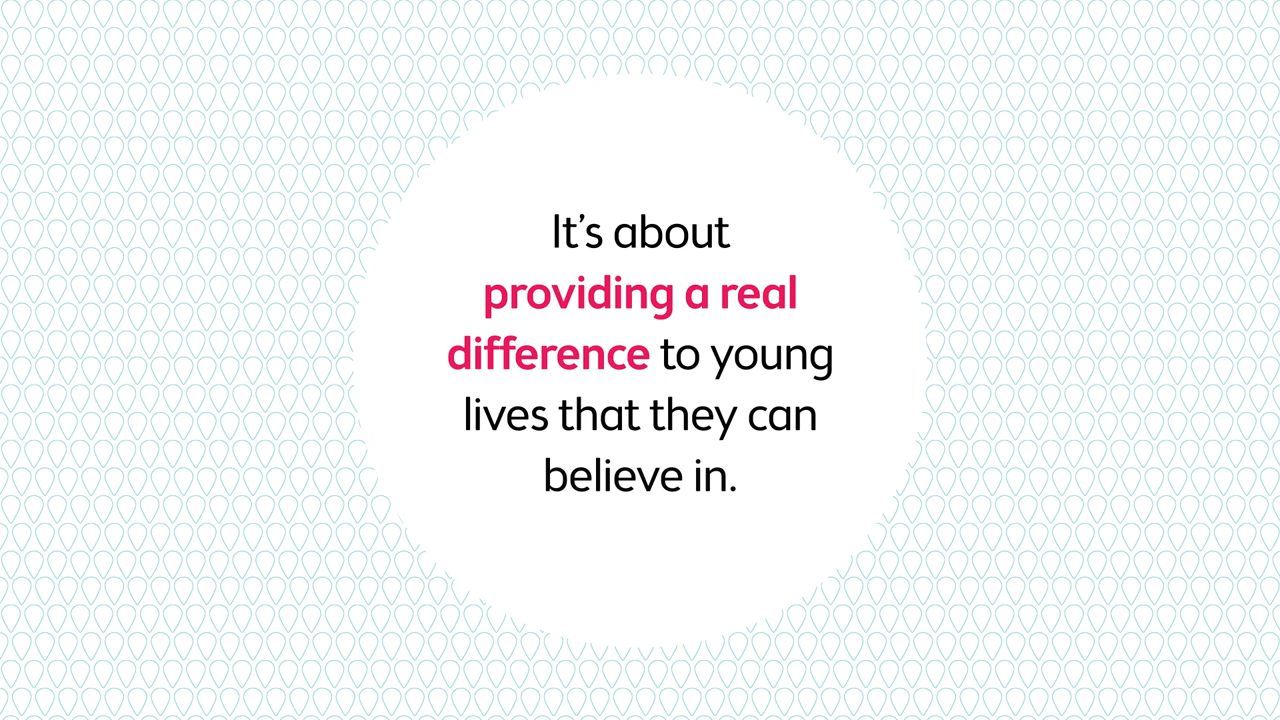 It’s about
providing a real
difference to young
lives that they can
believe in.